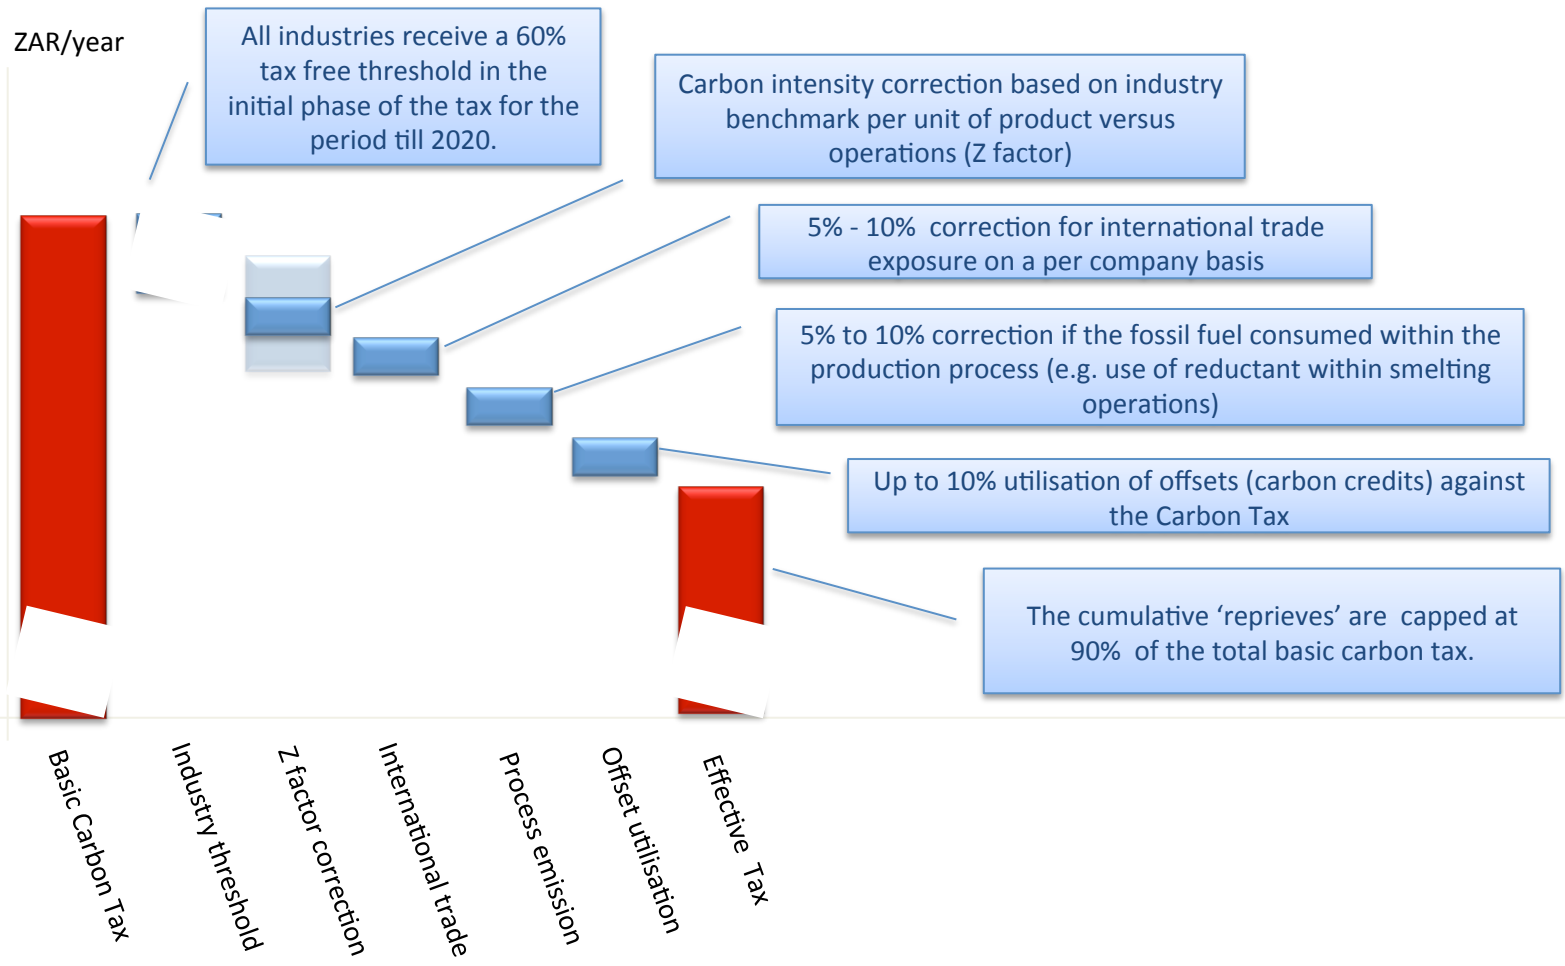 ZAR/year
All industries receive a 60%
tax free threshold in the
initial phase of the tax for the
period till 2020.
Carbon intensity correction based on industry
benchmark per unit of product versus
operations (Z factor)
5% - 10%  correction for international trade
exposure on a per company basis
5% to 10% correction if the fossil fuel consumed within the
production process (e.g. use of reductant within smelting
operations)
Up to 10% utilisation of offsets (carbon credits) against
the Carbon Tax
The cumulative ‘reprieves’ are  capped at
90%  of the total basic carbon tax.
Basic Carbon Tax
Industry threshold
Z factor correction
International trade
Process emission
Offset utilisation
Effective  Tax